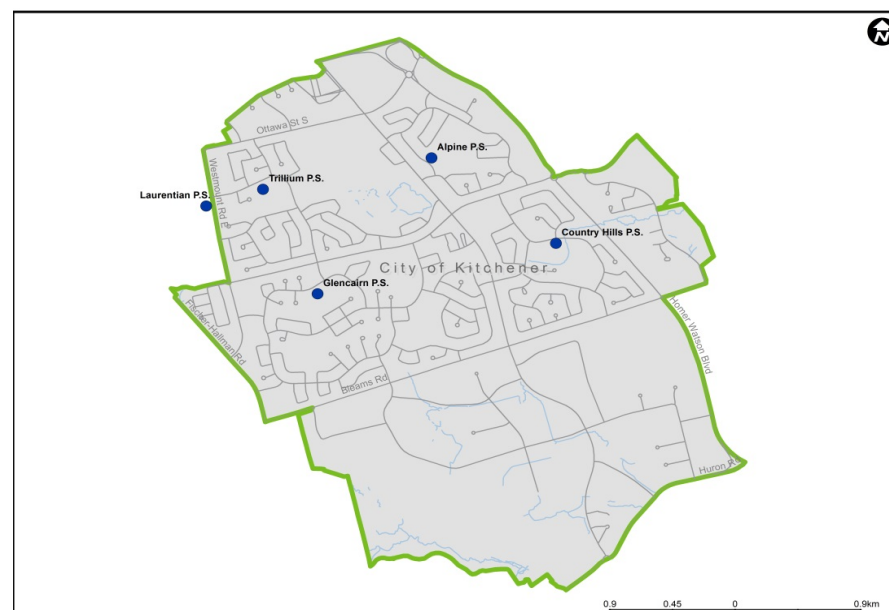 N
Ottawa St S
Alpine P.S.
Westmount Rd E
Trillium P.S.
Laurentian P.S.
Country Hills P.S.
City of Kitchener
Glencairn P.S.
Fischer-Hallman Rd
Homer Watson Blvd
Bleams Rd
Huron Rd
0.9 0.45 0 0.9km